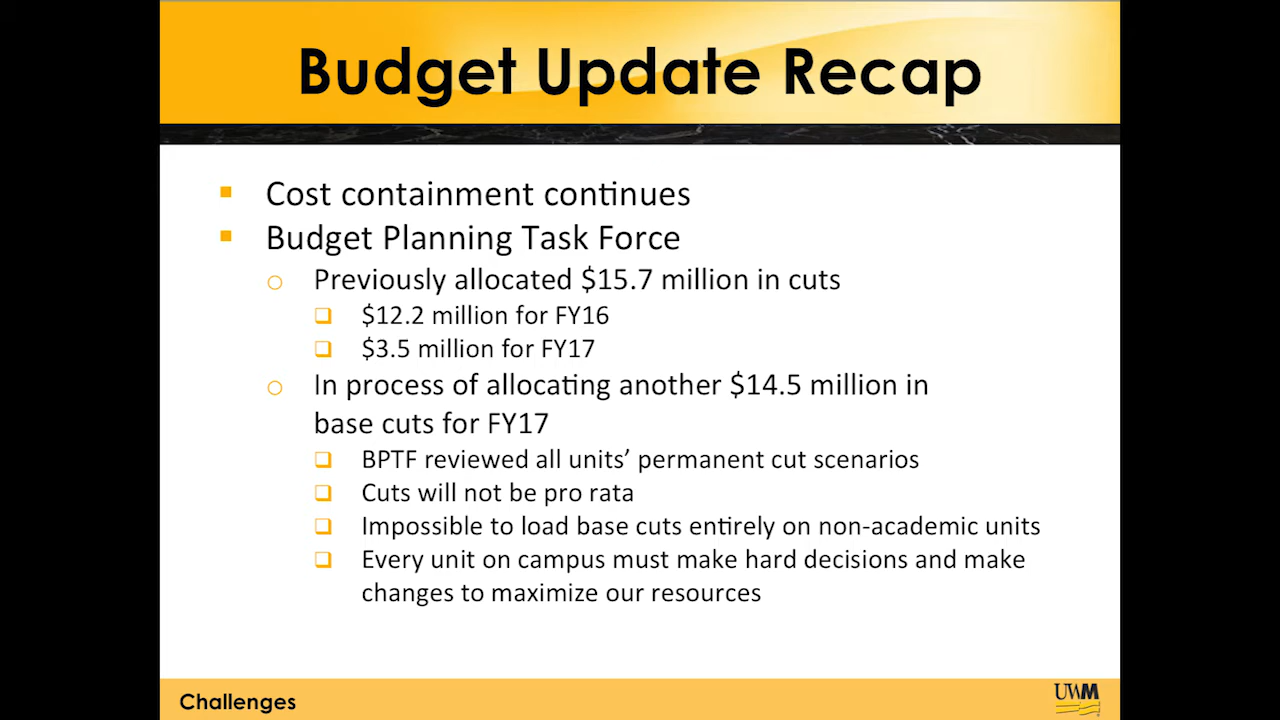 Budget Update Recap
Cost containment continues
Budget Planning Task Force
Previously allocated $15.7 million in cuts
$12.2 million for FY16
$3.5 million for FY17
In process of allocating another $14.5 million in
base cuts for FY17
BPTF reviewed all units’ permanent cut scenarios
Cuts will not be pro rata
Impossible to load base cuts entirely on non-academic units
Every unit on campus must make hard decisions and make
changes to maximize our resources
Challenges
UWM